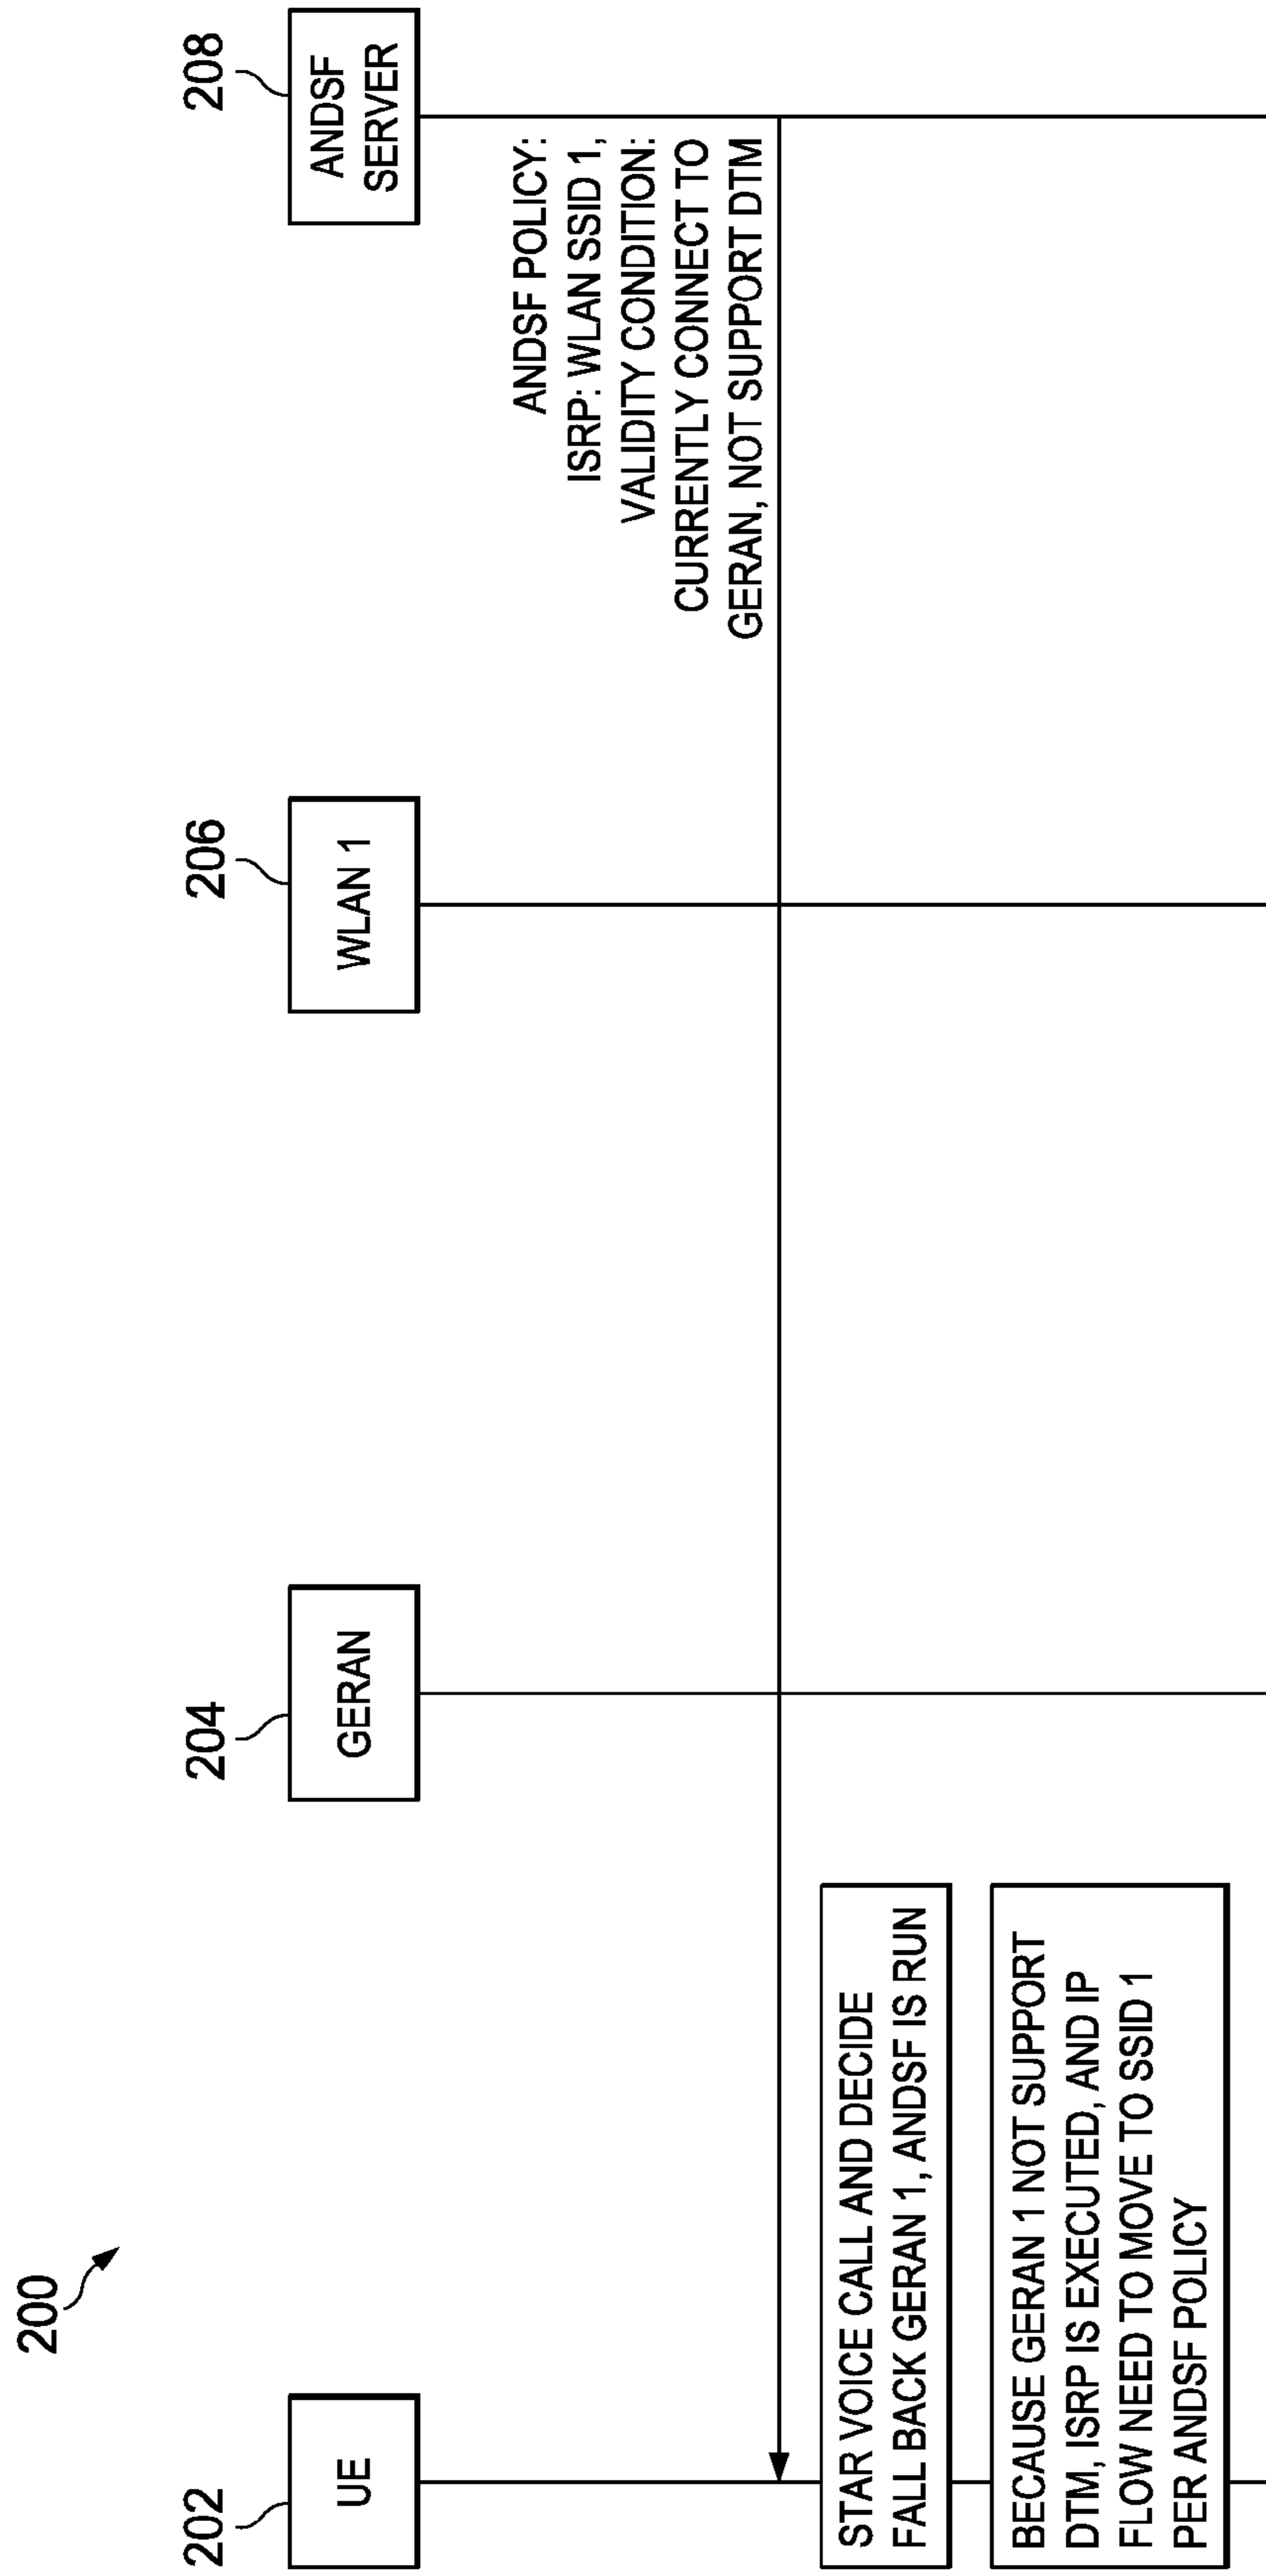 200
202
UE
204
GERAN
206
WLAN 1
208
ANDSF
SERVER
ANDSF POLICY:
ISRP: WLAN SSID 1,
VALIDITY CONDITION:
CURRENTLY CONNECT TO
GERAN, NOT SUPPORT DTM
STAR VOICE CALL AND DECIDE
FALL BACK GERAN 1, ANDSF IS RUN
BECAUSE GERAN 1 NOT SUPPORT
DTM, ISRP IS EXECUTED, AND IP
FLOW NEED TO MOVE TO SSID 1
PER ANDSF POLICY